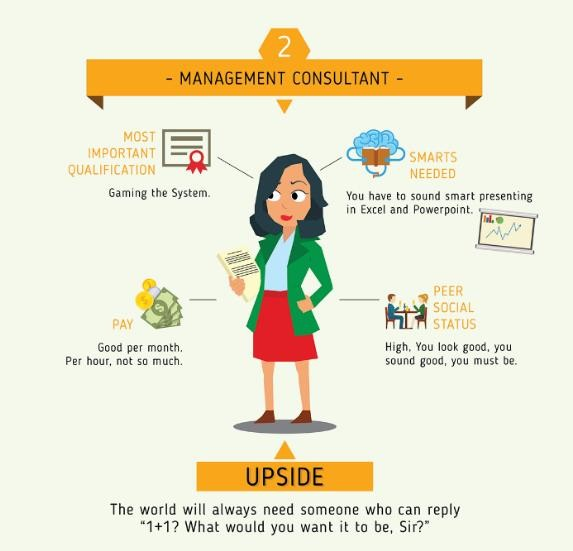 2
- MANAGEMENT CONSULTANT -
MOST
IMPORTANT
QUALIFICATION
Gaming the System.
SMARTS
NEEDED
You have to sound smart presenting
in Excel and Powerpoint.
PAY
Good per month.
Per hour, not so much.
PEER
SOCIAL
STATUS
High, You look good, you
sound good, you must be.
UPSIDE
The world will always need someone who can reply
“1+1? What would you want it to be, Sir?”